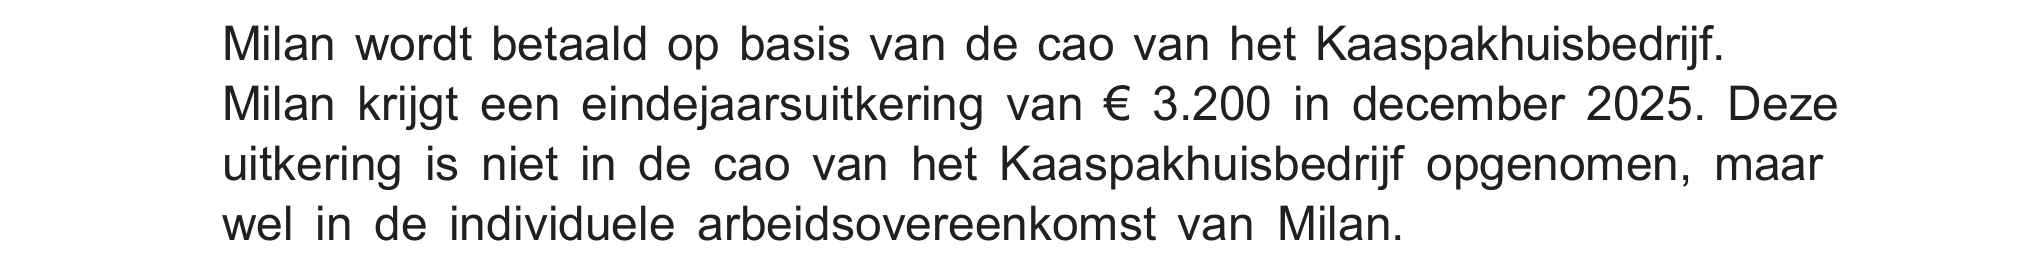 Milan wordt betaald op basis van de cao van het Kaaspakhuisbedrijf.
Milan krijgt een eindejaarsuitkering van € 3.200 in december 2025. Deze
uitkering is niet in de cao van het Kaaspakhuisbedrijf opgenomen, maar
wel in de individuele arbeidsovereenkomst van Milan.